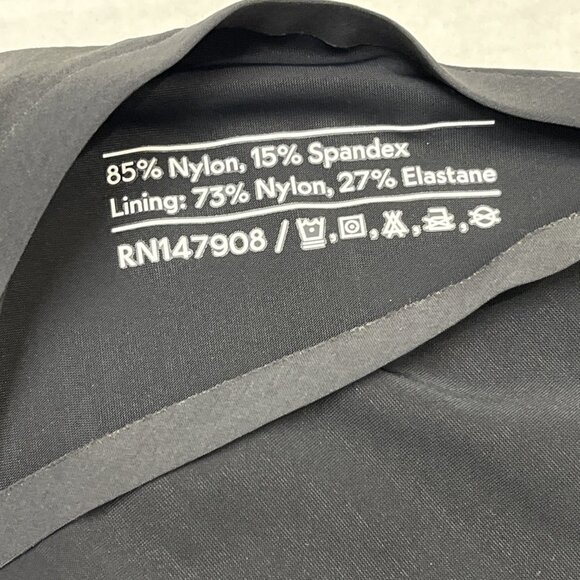 85% Nylon, 15% Spandex
Lining: 73% Nylon, 27% Elastane
RN147908 / , , , ,